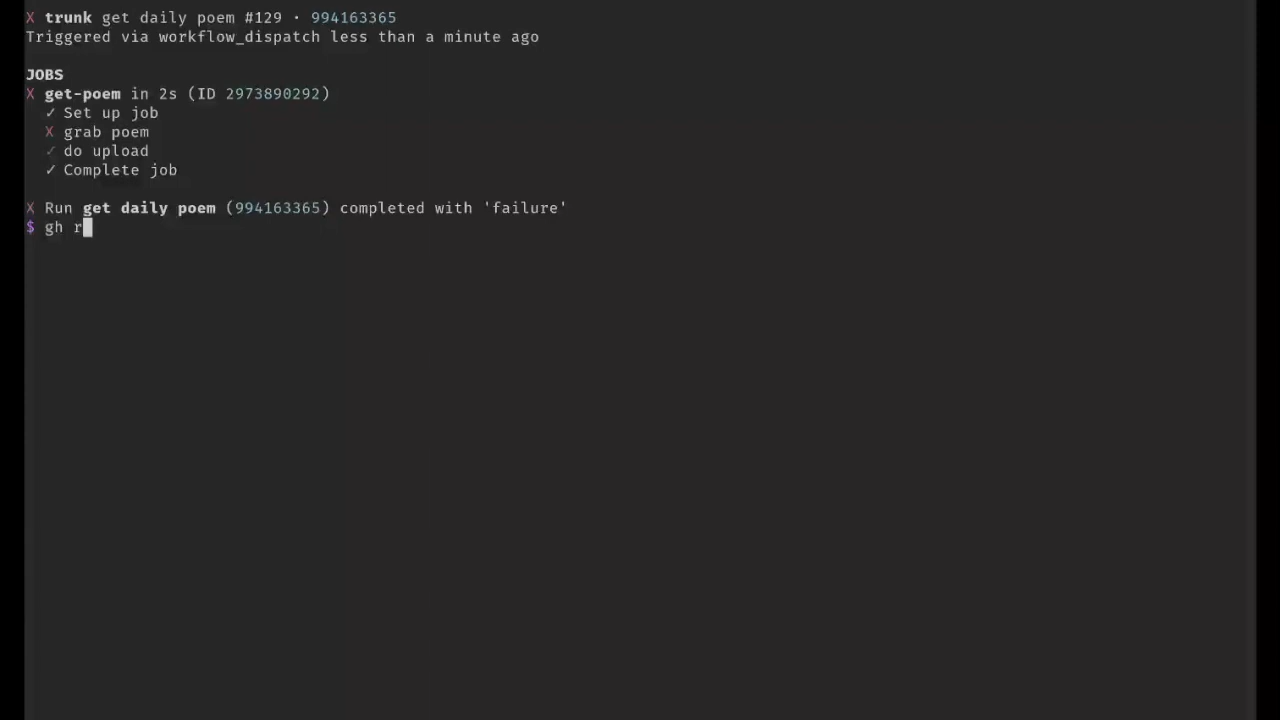 X trunk get daily poem #129 · 994163365
Triggered via workflow_dispatch less than a minute ago
JOBS
X get-poem in 2s (ID 2973890292)
✓ Set up job
X grab poem
✓ do upload
✓ Complete job
X Run get daily poem (994163365) completed with 'failure'
$ gh r